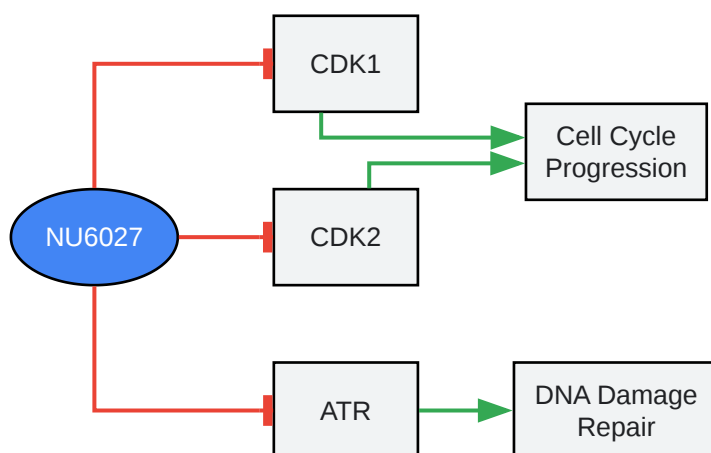 CDK1
Cell Cycle
Progression
NU6027
CDK2
ATR
DNA Damage
Repair